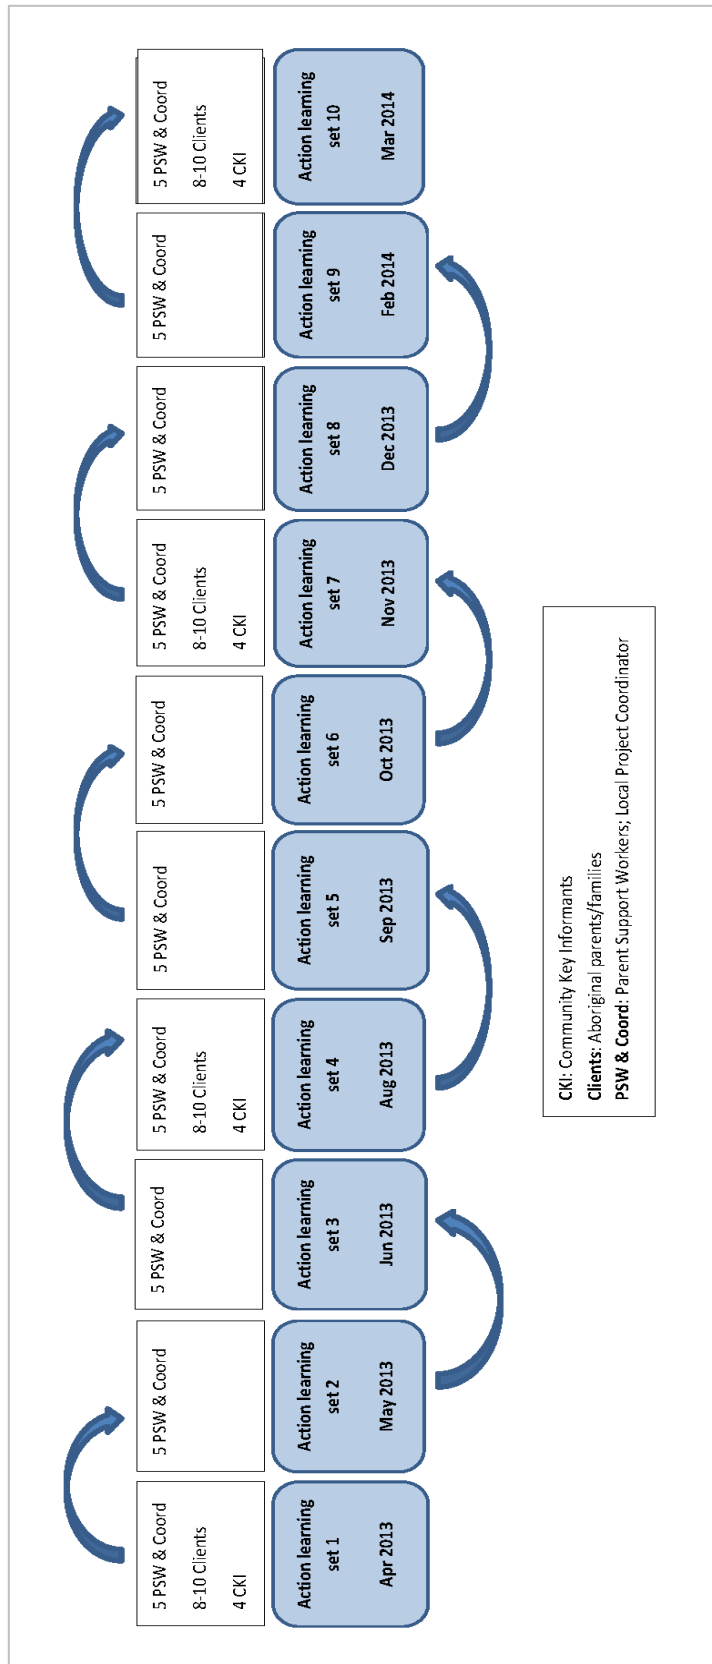 5 PSW & Coord
8-10 Clients
4 CKI
Action learning
set 1
Apr 2013
5 PSW & Coord
Action learning
set 2
May 2013
5 PSW & Coord
Action learning
set 3
Jun 2013
5 PSW & Coord
8-10 Clients
4 CKI
Action learning
set 4
Aug 2013
5 PSW & Coord
Action learning
set 5
Sep 2013
5 PSW & Coord
Action learning
set 6
Oct 2013
5 PSW & Coord
8-10 Clients
4 CKI
Action learning
set 7
Nov 2013
5 PSW & Coord
Action learning
set 8
Dec 2013
5 PSW & Coord
Action learning
set 9
Feb 2014
5 PSW & Coord
8-10 Clients
4 CKI
Action learning
set 10
Mar 2014
CKI: Community Key Informants
Clients: Aboriginal parents/families
PSW & Coord: Parent Support Workers; Local Project Coordinator